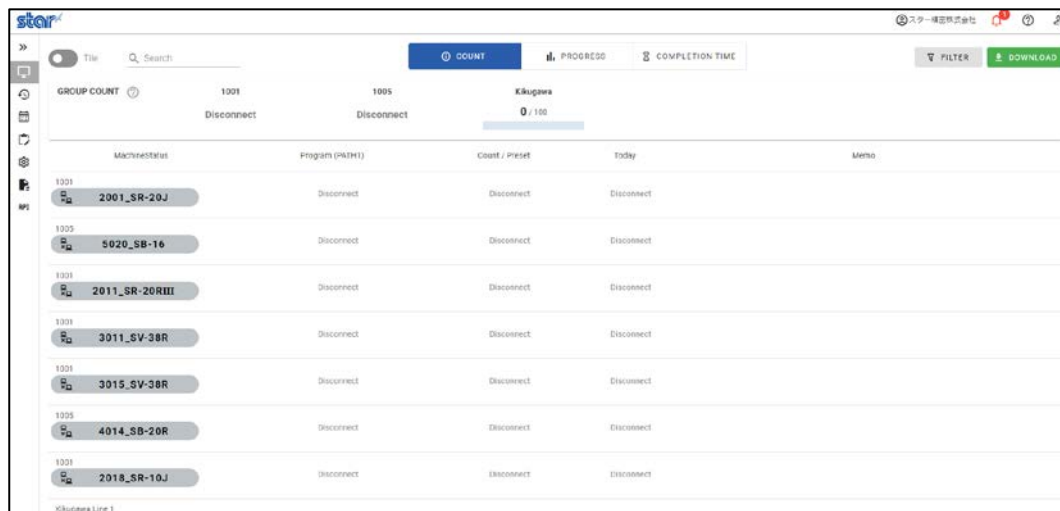 star
スター精密株式会社 1
Tile Search COUNT PROGRESS COMPLETION TIME FILTER DOWNLOAD
GROUP COUNT 1001 1005 Kikugawa
Disconnect Disconnect 0 / 100
MachineStatus Program (PATH1) Count / Preset Today Memo
1001
2001_SR-20J Disconnect Disconnect Disconnect
1005
5020_SB-16 Disconnect Disconnect Disconnect
1001
2011_SR-20RIII Disconnect Disconnect Disconnect
1001
3011_SV-38R Disconnect Disconnect Disconnect
1001
3015_SV-38R Disconnect Disconnect Disconnect
1005
4014_SB-20R Disconnect Disconnect Disconnect
1001
2018_SR-10J Disconnect Disconnect Disconnect
Kikugawa Line 1